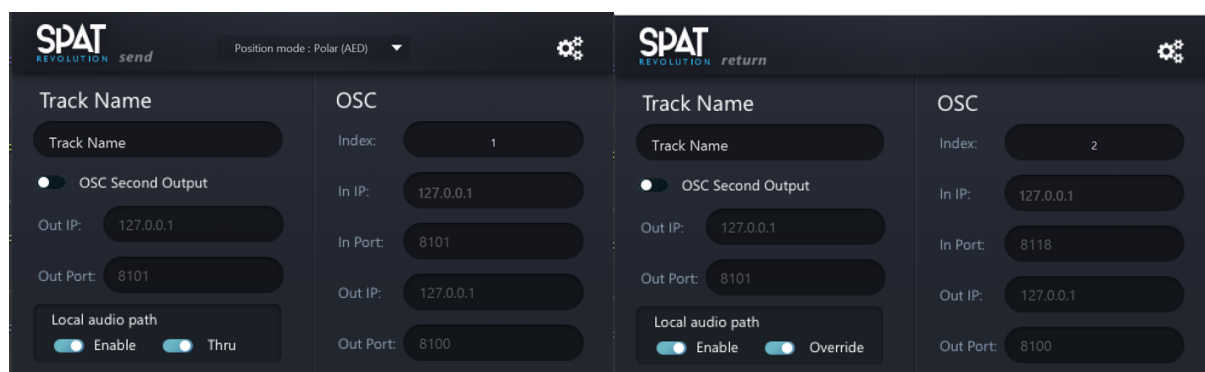 SPAT
REVOLUTION send
Position mode : Polar (AED)
Track Name
Track Name
OSC Second Output
Out IP: 127.0.0.1
Out Port: 8101
Local audio path
Enable Thru
OSC
Index: 1
In IP: 127.0.0.1
In Port: 8101
Out IP: 127.0.0.1
Out Port: 8100
SPAT
REVOLUTION return
Track Name
Track Name
OSC Second Output
Out IP: 127.0.0.1
Out Port: 8101
Local audio path
Enable Override
OSC
Index: 2
In IP: 127.0.0.1
In Port: 8118
Out IP: 127.0.0.1
Out Port: 8100